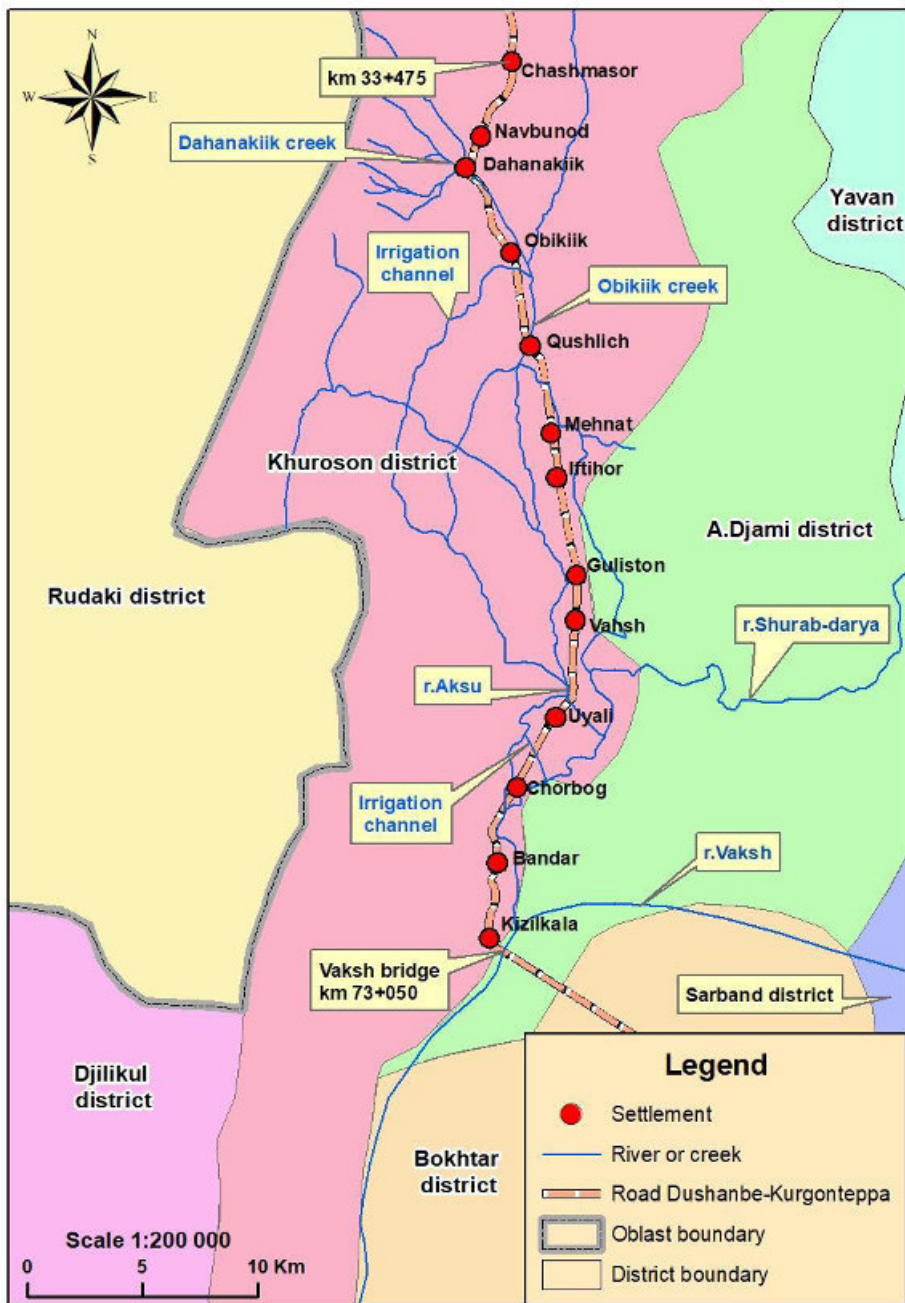 N
W
E
S
km 33+475
Chashmasor
Navbunod
Dahanakiik creek
Dahanakiik
Yavan
district
Obikiik
Irrigation
channel
Obikiik creek
Qushlich
Mehnat
Khuroson district
Iftihor
A.Djami district
Guliston
Rudaki district
Vahsh
r.Shurab-darya
r.Aksu
Uyali
Irrigation
channel
Chorbog
r.Vaksh
Bandar
Kizilkala
Vaksh bridge
km 73+050
Sarband district
Djilikul
district
Bokhtar
district
Legend
Settlement
River or creek
Road Dushanbe-Kurgonteppa
Oblast boundary
District boundary
Scale 1:200 000
0 5 10 Km